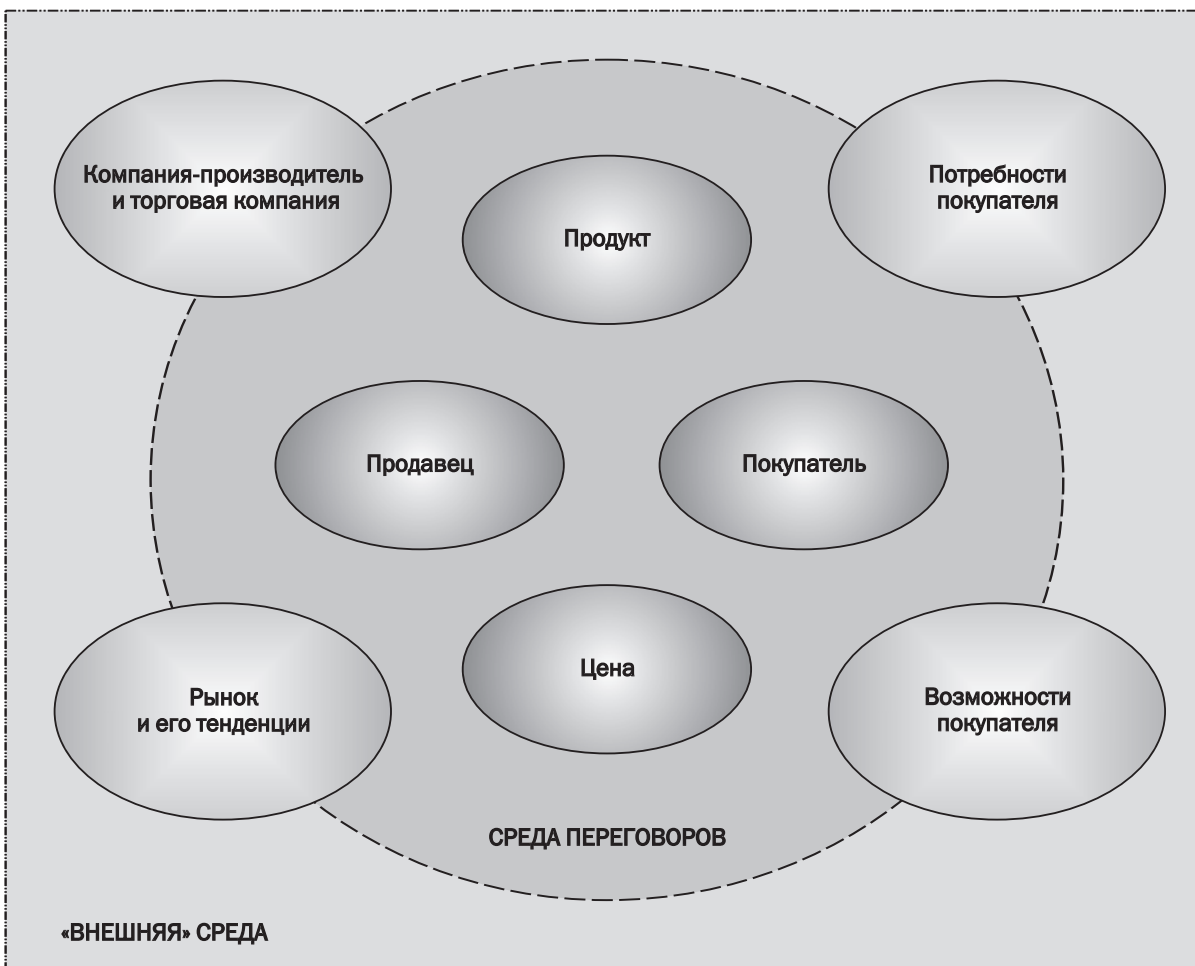 Компания-производитель
и торговая компания
Потребности
покупателя
Продукт
Продавец
Покупатель
Цена
Рынок
и его тенденции
Возможности
покупателя
СРЕДА ПЕРЕГОВОРОВ
«ВНЕШНЯЯ» СРЕДА